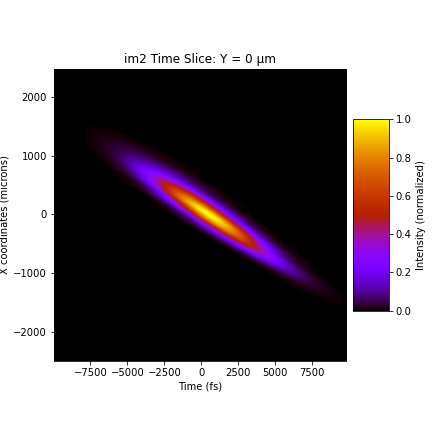 im2 Time Slice: Y = 0 μm
X coordinates (microns)
2000
1000
0
−1000
−2000
−7500 −5000 −2500 0 2500 5000 7500
Time (fs)
1.0
0.8
0.6
0.4
0.2
0.0
Intensity (normalized)